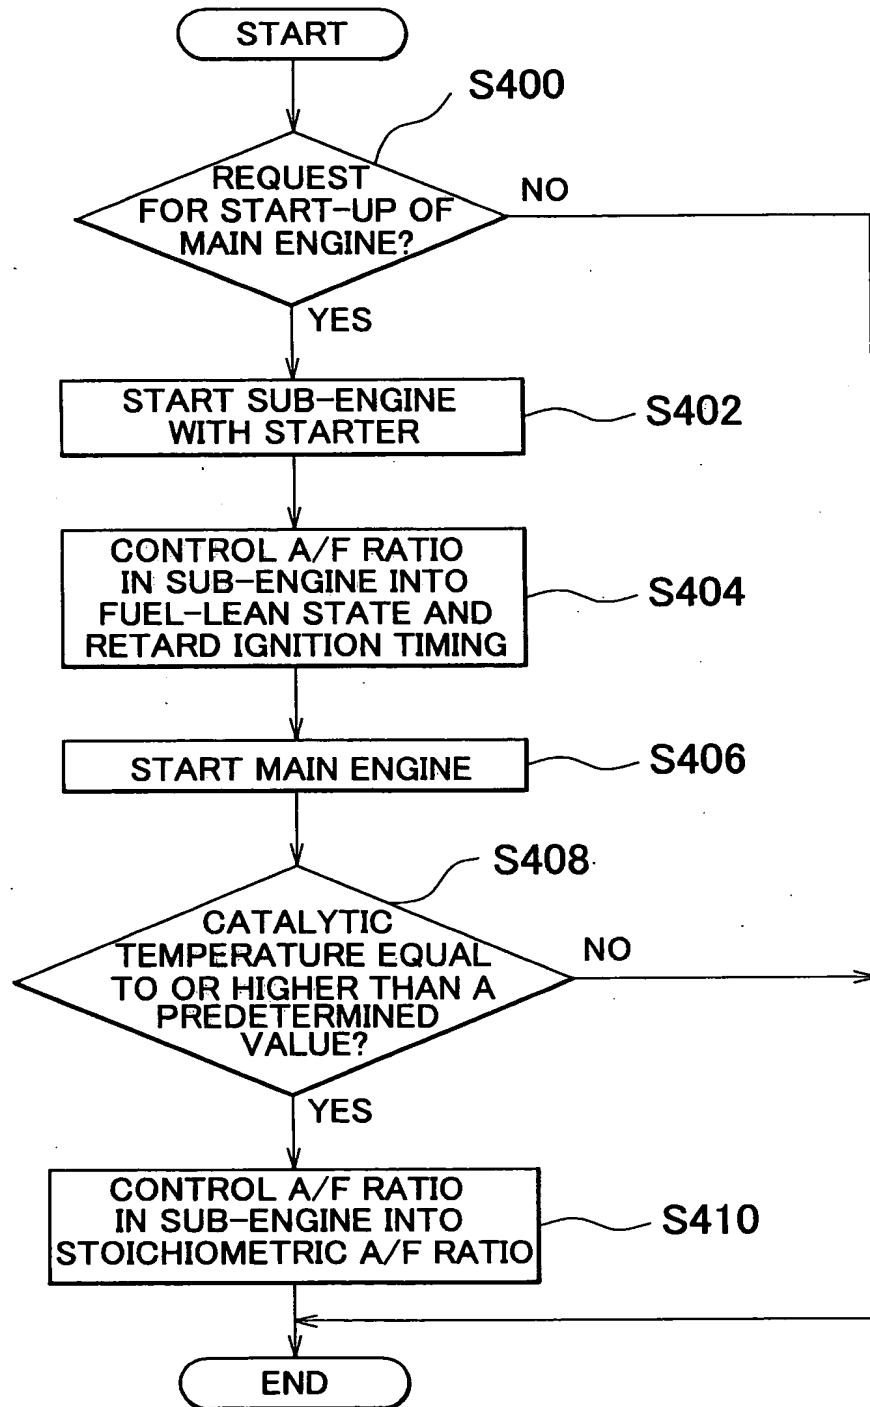 START
S400
REQUEST
FOR START-UP OF
MAIN ENGINE?
NO
YES
START SUB-ENGINE
WITH STARTER
S402
CONTROL A/F RATIO
IN SUB-ENGINE INTO
FUEL-LEAN STATE AND
RETARD IGNITION TIMING
S404
START MAIN ENGINE
S406
S408
CATALYTIC
TEMPERATURE EQUAL
TO OR HIGHER THAN A
PREDETERMINED
VALUE?
NO
YES
CONTROL A/F RATIO
IN SUB-ENGINE INTO
STOICHIOMETRIC A/F RATIO
S410
END